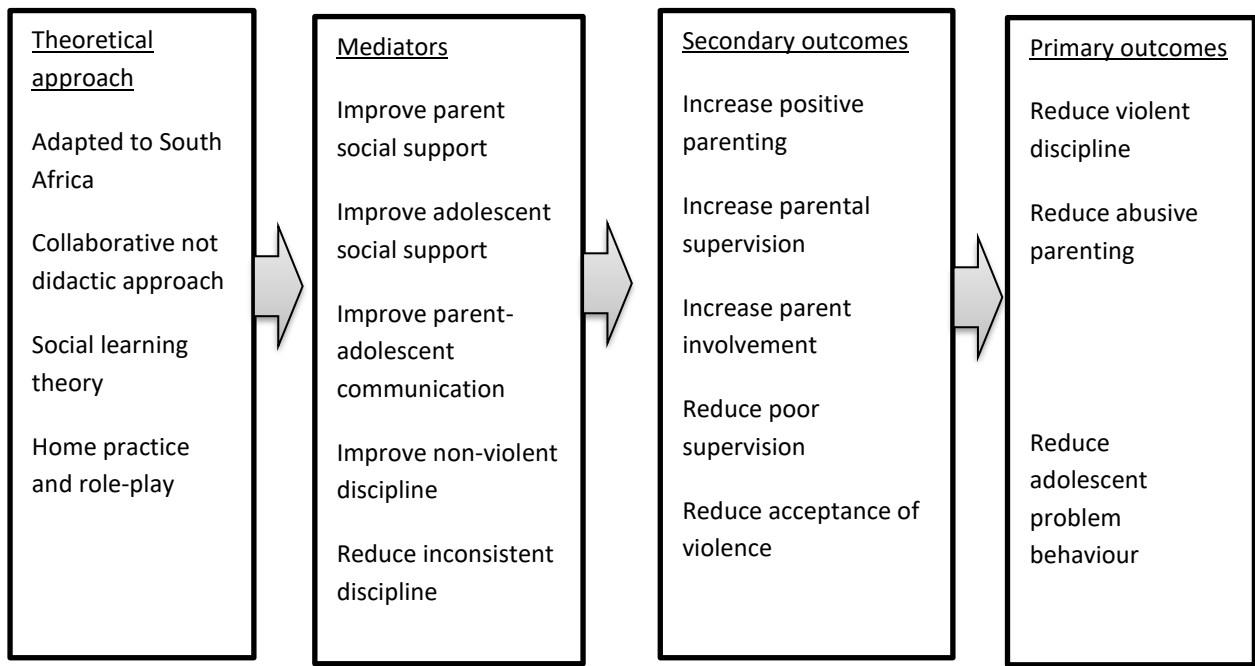 Theoretical
approach
Adapted to South
Africa
Collaborative not
didactic approach
Social learning
theory
Home practice
and role-play
Mediators
Improve parent
social support
Improve adolescent
social support
Improve parent-
adolescent
communication
Improve non-violent
discipline
Reduce inconsistent
discipline
Secondary outcomes
Increase positive
parenting
Increase parental
supervision
Increase parent
involvement
Reduce poor
supervision
Reduce acceptance of
violence
Primary outcomes
Reduce violent
discipline
Reduce abusive
parenting
Reduce
adolescent
problem
behaviour